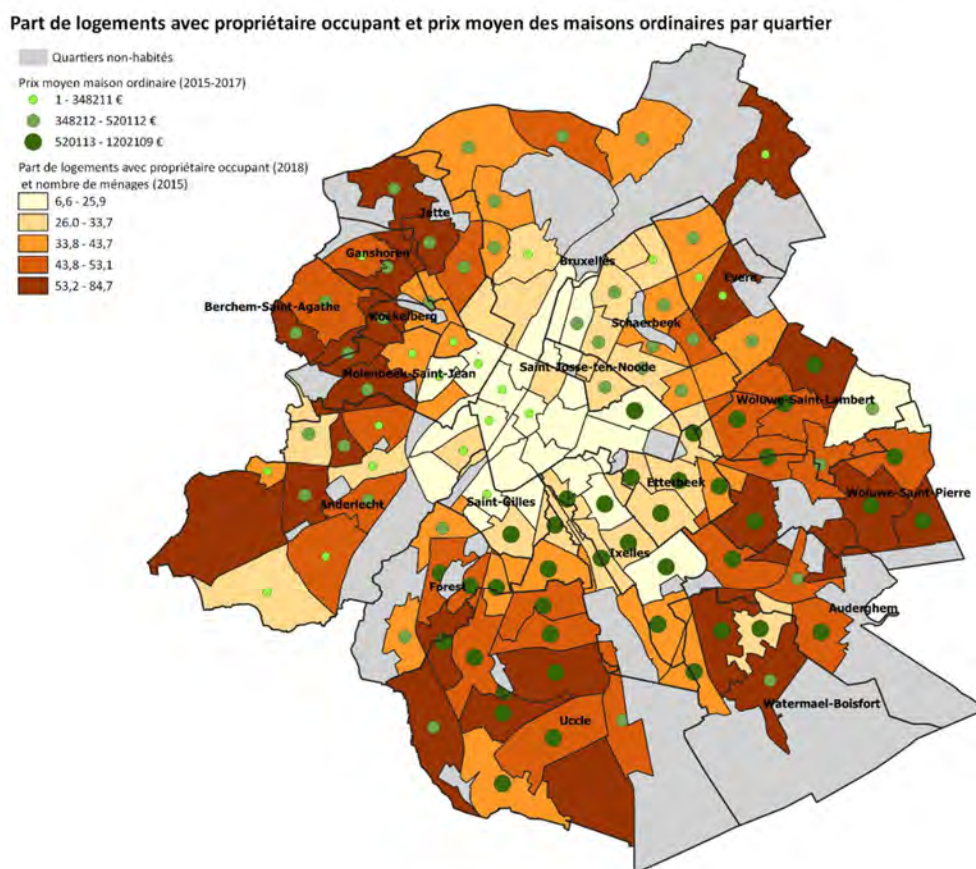 Part de logements avec propriétaire occupant et prix moyen des maisons ordinaires par quartier
Quartiers non-habités
Prix moyen maison ordinaire (2015-2017)
1 - 348211 €
348212 - 520112 €
520113 - 1202109 €
Part de logements avec propriétaire occupant (2018)
et nombre de ménages (2015)
6,6 - 25,9
26.0 - 33,7
33,8 - 43,7
43,8 - 53,1
53,2 - 84,7
Jette
Ganshoren
Bruxelles
Evere
Berchem-Saint-Agathe
Koekelberg
Schaerbeek
Molenbeek-Saint-Jean
Saint-Josse-ten-Noode
Woluwe-Saint-Lambert
Etterbeek
Woluwe-Saint-Pierre
Anderlecht
Saint-Gilles
Ixelles
Forest
Auderghem
Watermael-Boisfort
Uccle